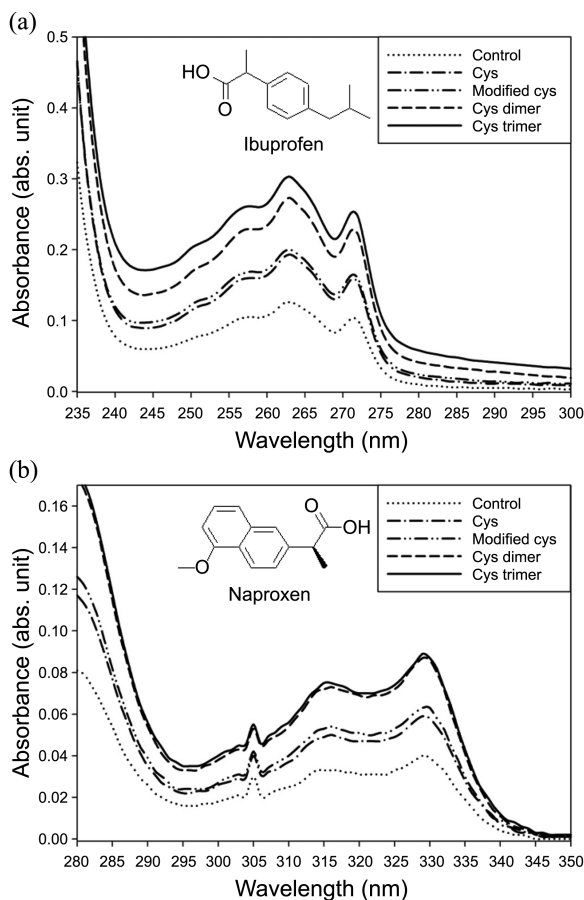 (a)
0.5
0.4
0.3
0.2
0.1
0.0
Absorbance (abs. unit)
HO
O
Ibuprofen
Control
Cys
Modified cys
Cys dimer
Cys trimer
235 240 245 250 255 260 265 270 275 280 285 290 295 300
Wavelength (nm)
(b)
0.16
0.14
0.12
0.10
0.08
0.06
0.04
0.02
0.00
Absorbance (abs. unit)
O
OH
O
Naproxen
Control
Cys
Modified cys
Cys dimer
Cys trimer
280 285 290 295 300 305 310 315 320 325 330 335 340 345 350
Wavelength (nm)